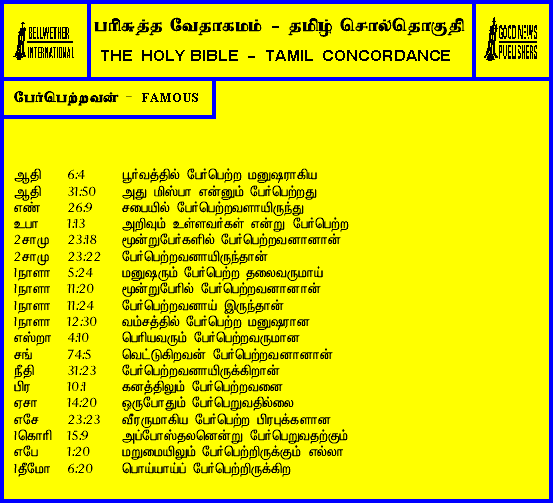 BELLWETHER
INTERNATIONAL
பரிசுத்த வேதாகமம் - தமிழ் சொல்தொகுதி
THE HOLY BIBLE - TAMIL CONCORDANCE
GOOD NEWS
PUBLISHERS
பேர்பெற்றவன் - FAMOUS
ஆதி 6:4 பூர்வத்தில் பேர்பெற்ற மனுஷராகிய
ஆதி 31:50 அது மிஸ்பா என்னும் பேர்பெற்றது
எண் 26:9 சபையில் பேர்பெற்றவளாயிருந்து
உபா 1:13 அறிவும் உள்ளவர்கள் என்று பேர்பெற்ற
2சாமு 23:18 மூன்றுபேர்களில் பேர்பெற்றவனானான்
2சாமு 23:22 பேர்பெற்றவனாயிருந்தான்
1நாளா 5:24 மனுஷரும் பேர்பெற்ற தலைவருமாய்
1நாளா 11:20 மூன்றுபேரில் பேர்பெற்றவனானான்
1நாளா 11:24 பேர்பெற்றவனாய் இருந்தான்
1நாளா 12:30 வம்சத்தில் பேர்பெற்ற மனுஷரான
எஸ்றா 4:10 பெரியவரும் பேர்பெற்றவருமான
சங் 74:5 வெட்டுகிறவன் பேர்பெற்றவனானான்
நீதி 31:23 பேர்பெற்றவனாயிருக்கிறான்
பிர 10:1 கனத்திலும் பேர்பெற்றவனை
ஏசா 14:20 ஒருபோதும் பேர்பெறுவதில்லை
எசே 23:23 வீரருமாகிய பேர்பெற்ற பிரபுக்களான
1கொரி 15:9 அப்போஸ்தலனென்று பேர்பெறுவதற்கும்
எபே 1:20 மறுமையிலும் பேர்பெற்றிருக்கும் எல்லா
1தீமோ 6:20 பொய்யாய்ப் பேர்பெற்றிருக்கிற